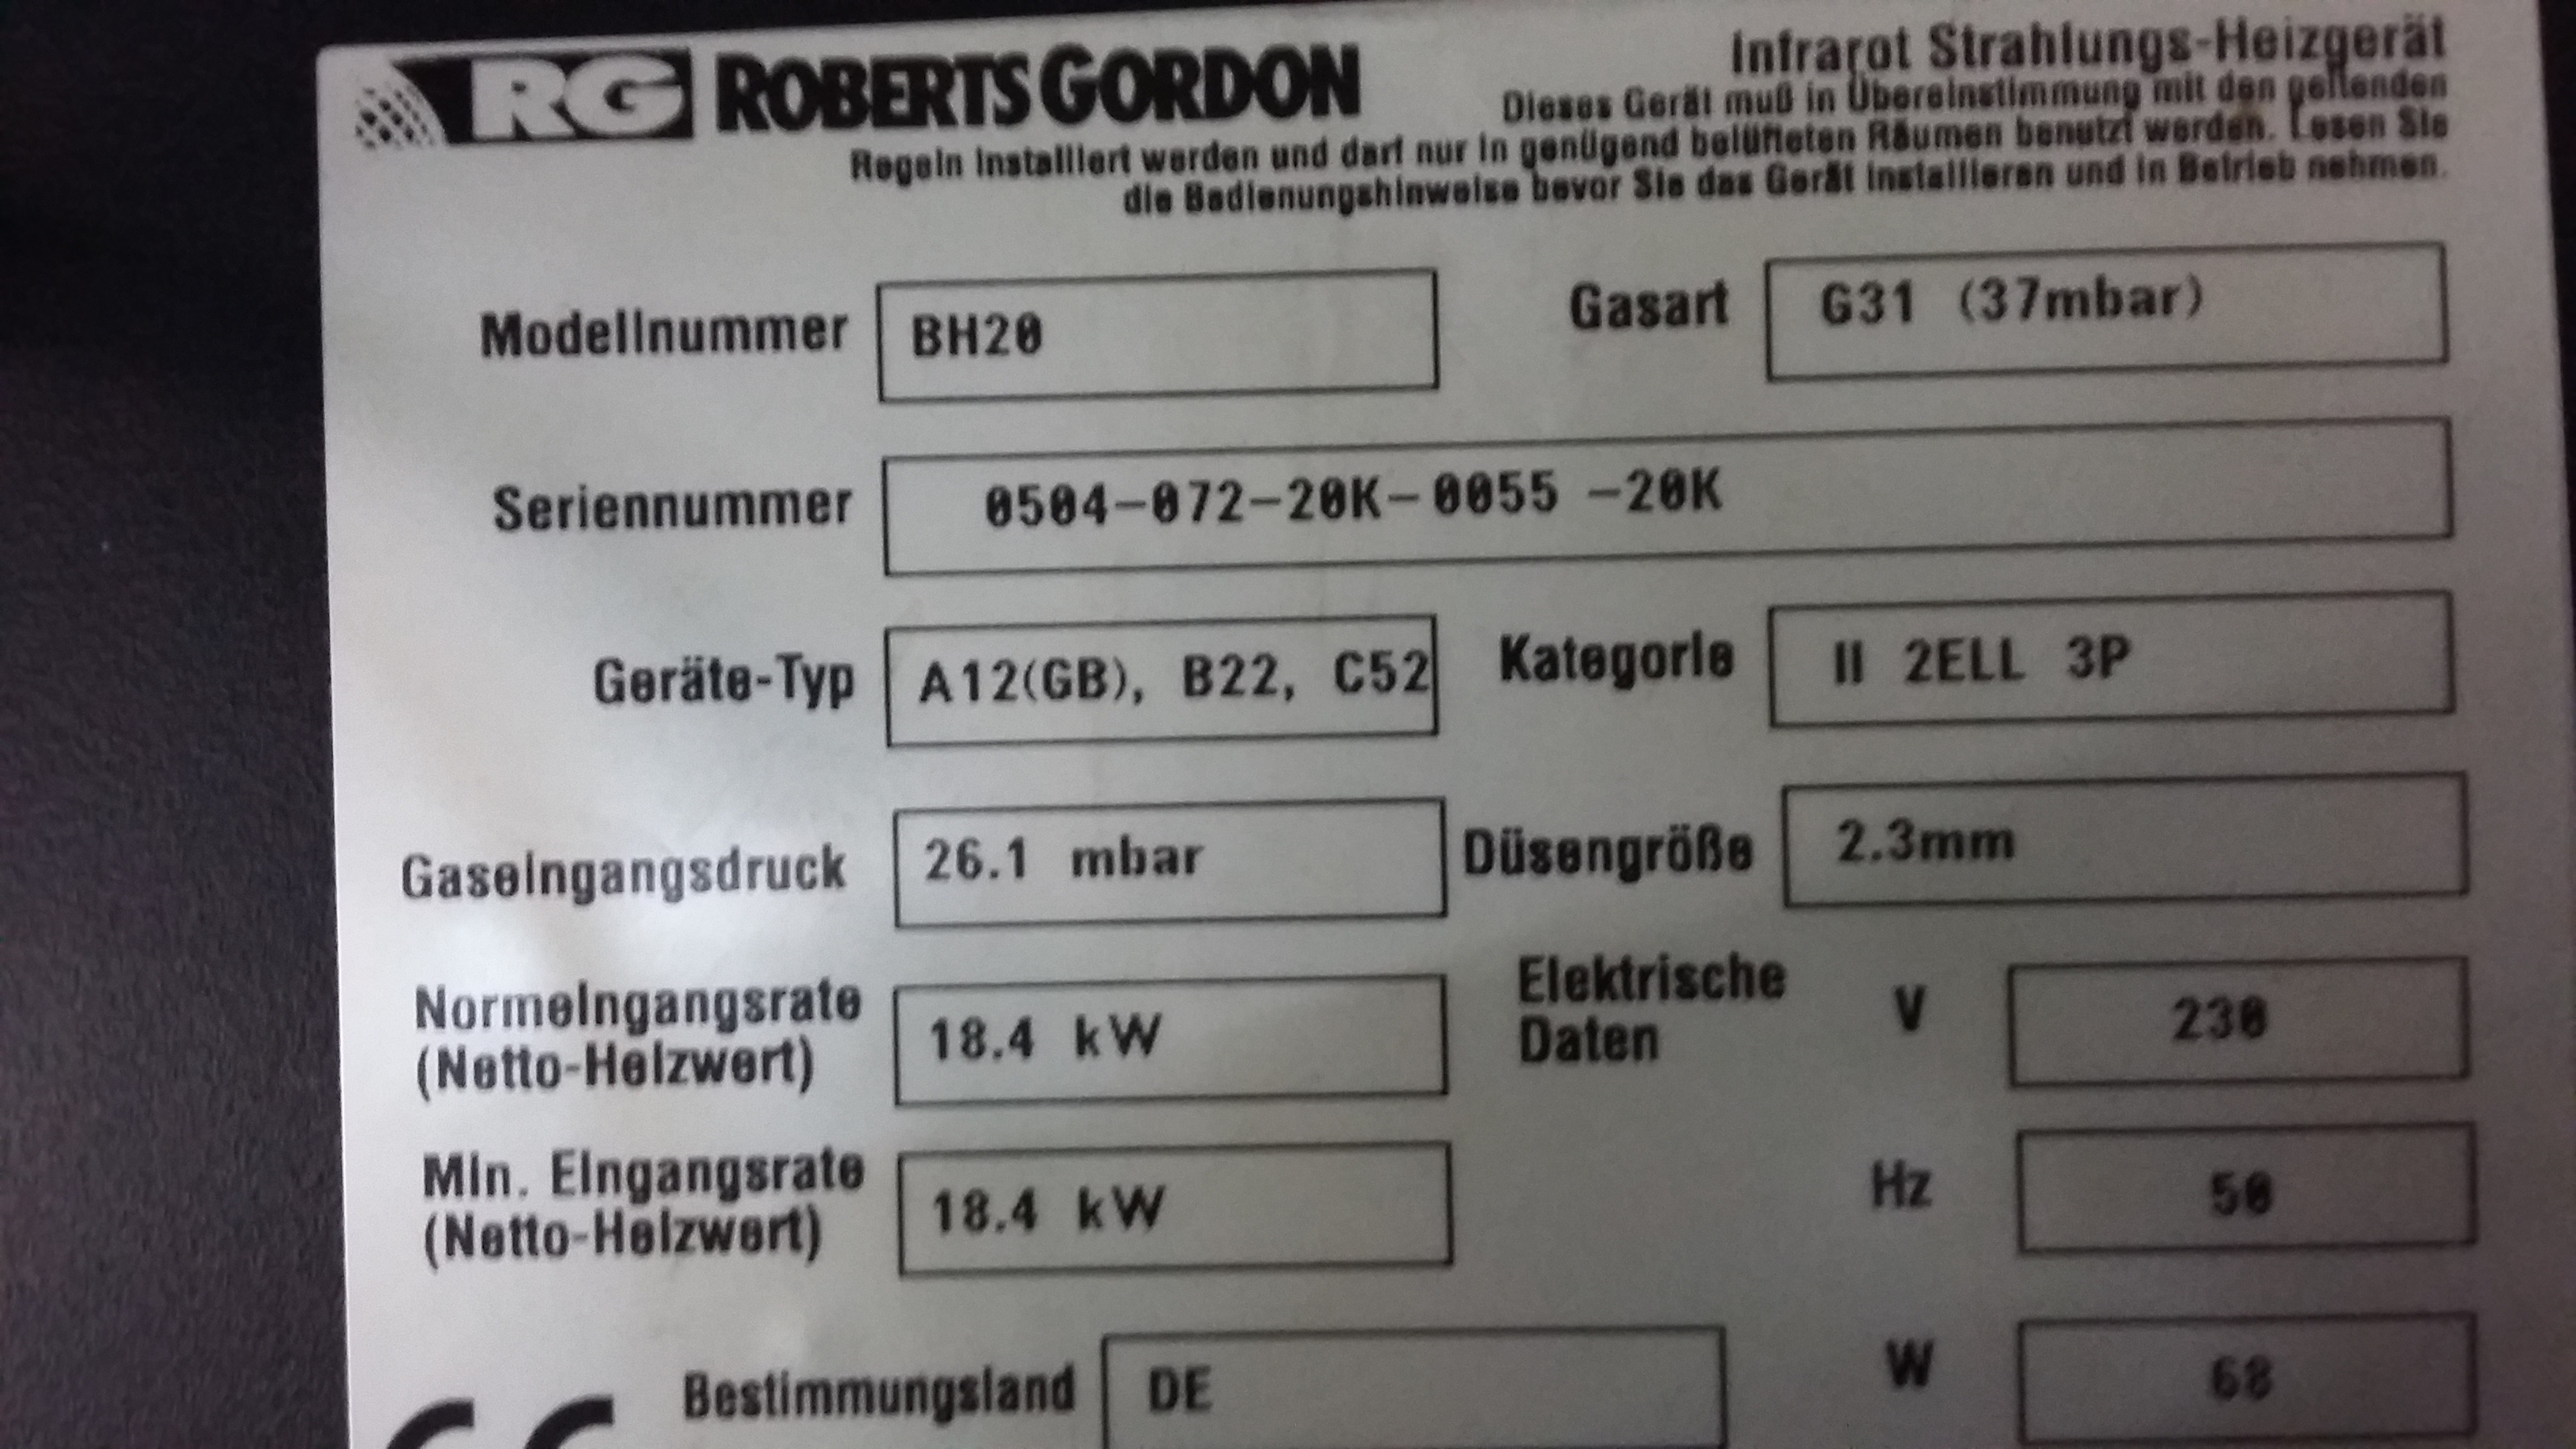 RG ROBERTS GORDON
Infrarot Strahlungs-Heizgerät
Dieses Gerät muß in Übereinstimmung mit den geltenden
Regeln installiert werden und darf nur in genügend belüfteten Räumen benutzt werden. Lesen Sie
die Bedienungshinweise bevor Sie das Gerät installieren und in Betrieb nehmen.
Modellnummer BH20 Gasart G31 (37mbar)
Seriennummer 0504-072-20K-0055 -20K
Geräte-Typ A12(GB), B22, C52 Kategorie II 2ELL 3P
Gaseingangsdruck 26.1 mbar Düsengröße 2.3mm
Normeingangsrate
(Netto-Heizwert) 18.4 kW
Elektrische
Daten V 230
Min. Eingangsrate
(Netto-Heizwert) 18.4 kW
Hz 50
Bestimmungsland DE
W 68
CE